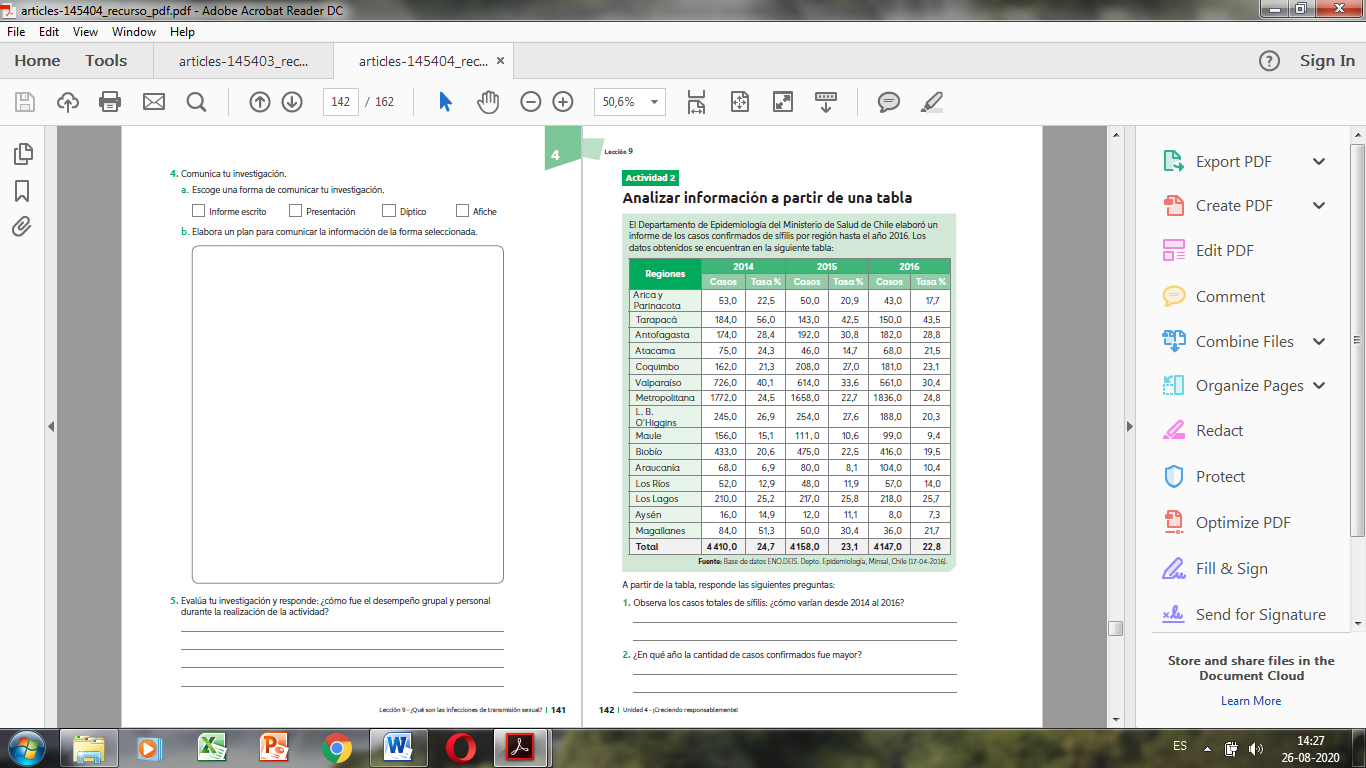 articles-145404_recurso_pdf.pdf - Adobe Acrobat Reader DC
File Edit View Window Help
Home Tools articles-145403_rec... articles-145404_rec... ×
142 / 162 50,6%
4
4. Comunica tu investigación.
a. Escoge una forma de comunicar tu investigación.
Informe escrito Presentación Díptico Afiche
b. Elabora un plan para comunicar la información de la forma seleccionada.
5. Evalúa tu investigación y responde: ¿cómo fue el desempeño grupal y personal
durante la realización de la actividad?
Lección 9 - ¿Qué son las infecciones de transmisión sexual? | 141
Lección 9
Actividad 2
Analizar información a partir de una tabla
El Departamento de Epidemiología del Ministerio de Salud de Chile elaboró un
informe de los casos confirmados de sífilis por región hasta el año 2016. Los
datos obtenidos se encuentran en la siguiente tabla:
Regiones 2014 2015 2016
Casos Tasa % Casos Tasa % Casos Tasa %
Arica y
Parinacota 53,0 22,5 50,0 20,9 43,0 17,7
Tarapacá 184,0 56,0 143,0 42,5 150,0 43,5
Antofagasta 174,0 28,4 192,0 30,8 182,0 28,8
Atacama 75,0 24,3 46,0 14,7 68,0 21,5
Coquimbo 162,0 21,3 208,0 27,0 181,0 23,1
Valparaíso 726,0 40,1 614,0 33,6 561,0 30,4
Metropolitana 1772,0 24,5 1658,0 22,7 1836,0 24,8
L. B.
O'Higgins 245,0 26,9 254,0 27,6 188,0 20,3
Maule 156,0 15,1 111,0 10,6 99,0 9,4
Biobío 433,0 20,6 475,0 22,5 416,0 19,5
Araucanía 68,0 6,9 80,0 8,1 104,0 10,4
Los Ríos 52,0 12,9 48,0 11,9 57,0 14,0
Los Lagos 210,0 25,2 217,0 25,8 218,0 25,7
Aysén 16,0 14,9 12,0 11,1 8,0 7,3
Magallanes 84,0 51,3 50,0 30,4 36,0 21,7
Total 4 410,0 24,7 4158,0 23,1 4147,0 22,8
Fuente: Base de datos ENO.DEIS. Depto. Epidemiología, Minsal, Chile (17-04-2016).
A partir de la tabla, responde las siguientes preguntas:
1. Observa los casos totales de sífilis: ¿cómo varían desde 2014 al 2016?
2. ¿En qué año la cantidad de casos confirmados fue mayor?
142 | Unidad 4 - ¡Creciendo responsablemente!
Sign In
Export PDF
Create PDF
Edit PDF
Comment
Combine Files
Organize Pages
Redact
Protect
Optimize PDF
Fill & Sign
Send for Signature
Store and share files in the
Document Cloud
Learn More
ES 14:27
26-08-2020